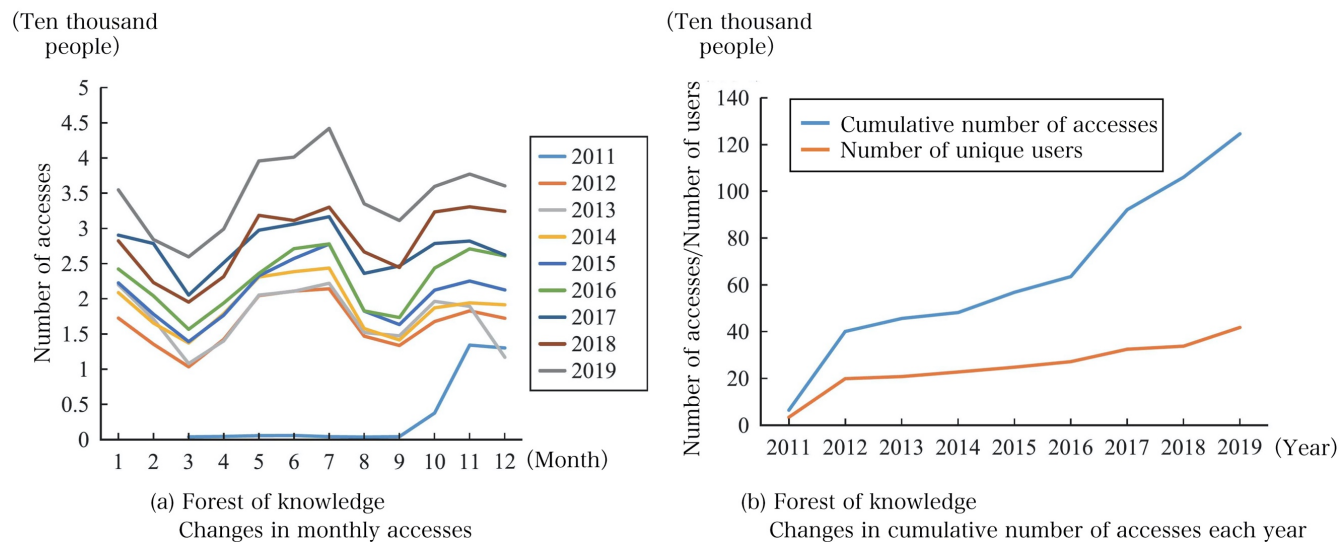 (Ten thousand
people)
Number of accesses
5
4.5
4
3.5
3
2.5
2
1.5
1
0.5
0
1 2 3 4 5 6 7 8 9 10 11 12 (Month)
2011
2012
2013
2014
2015
2016
2017
2018
2019
(a) Forest of knowledge
Changes in monthly accesses
(Ten thousand
people)
Number of accesses/Number of users
140
120
100
80
60
40
20
0
2011 2012 2013 2014 2015 2016 2017 2018 2019 (Year)
Cumulative number of accesses
Number of unique users
(b) Forest of knowledge
Changes in cumulative number of accesses each year